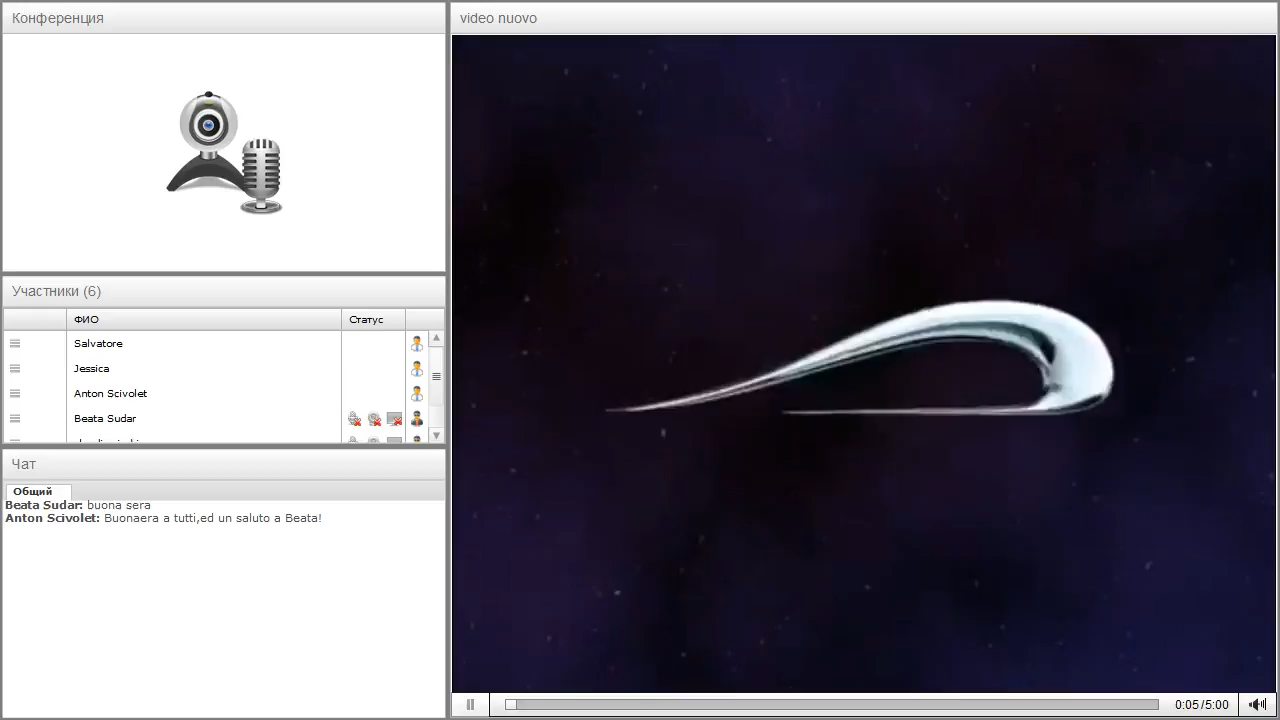 Конференция
video nuovo
Участники (6)
ФИО
Статус
Salvatore
Jessica
Anton Scivolet
Beata Sudar
Чат
Общий
Beata Sudar: buona sera
Anton Scivolet: Buonaera a tutti,ed un saluto a Beata!
0:05/5:00